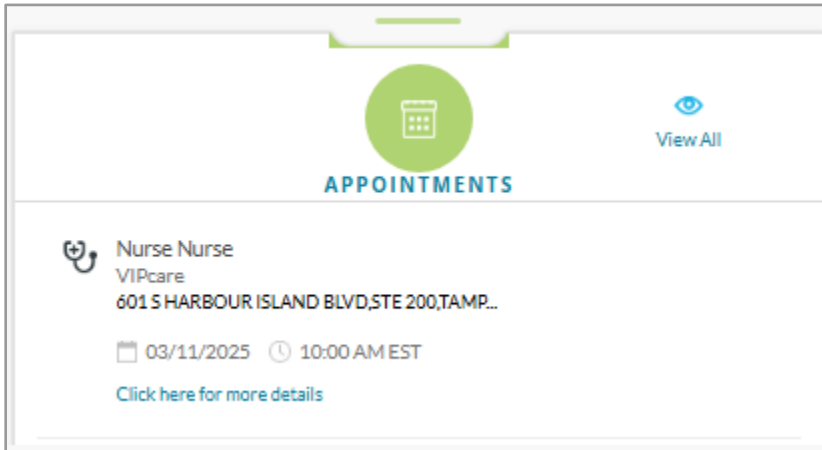 View All
APPOINTMENTS
Nurse Nurse
VIPcare
601 S HARBOUR ISLAND BLVD,STE 200,TAMP...
03/11/2025 10:00 AM EST
Click here for more details